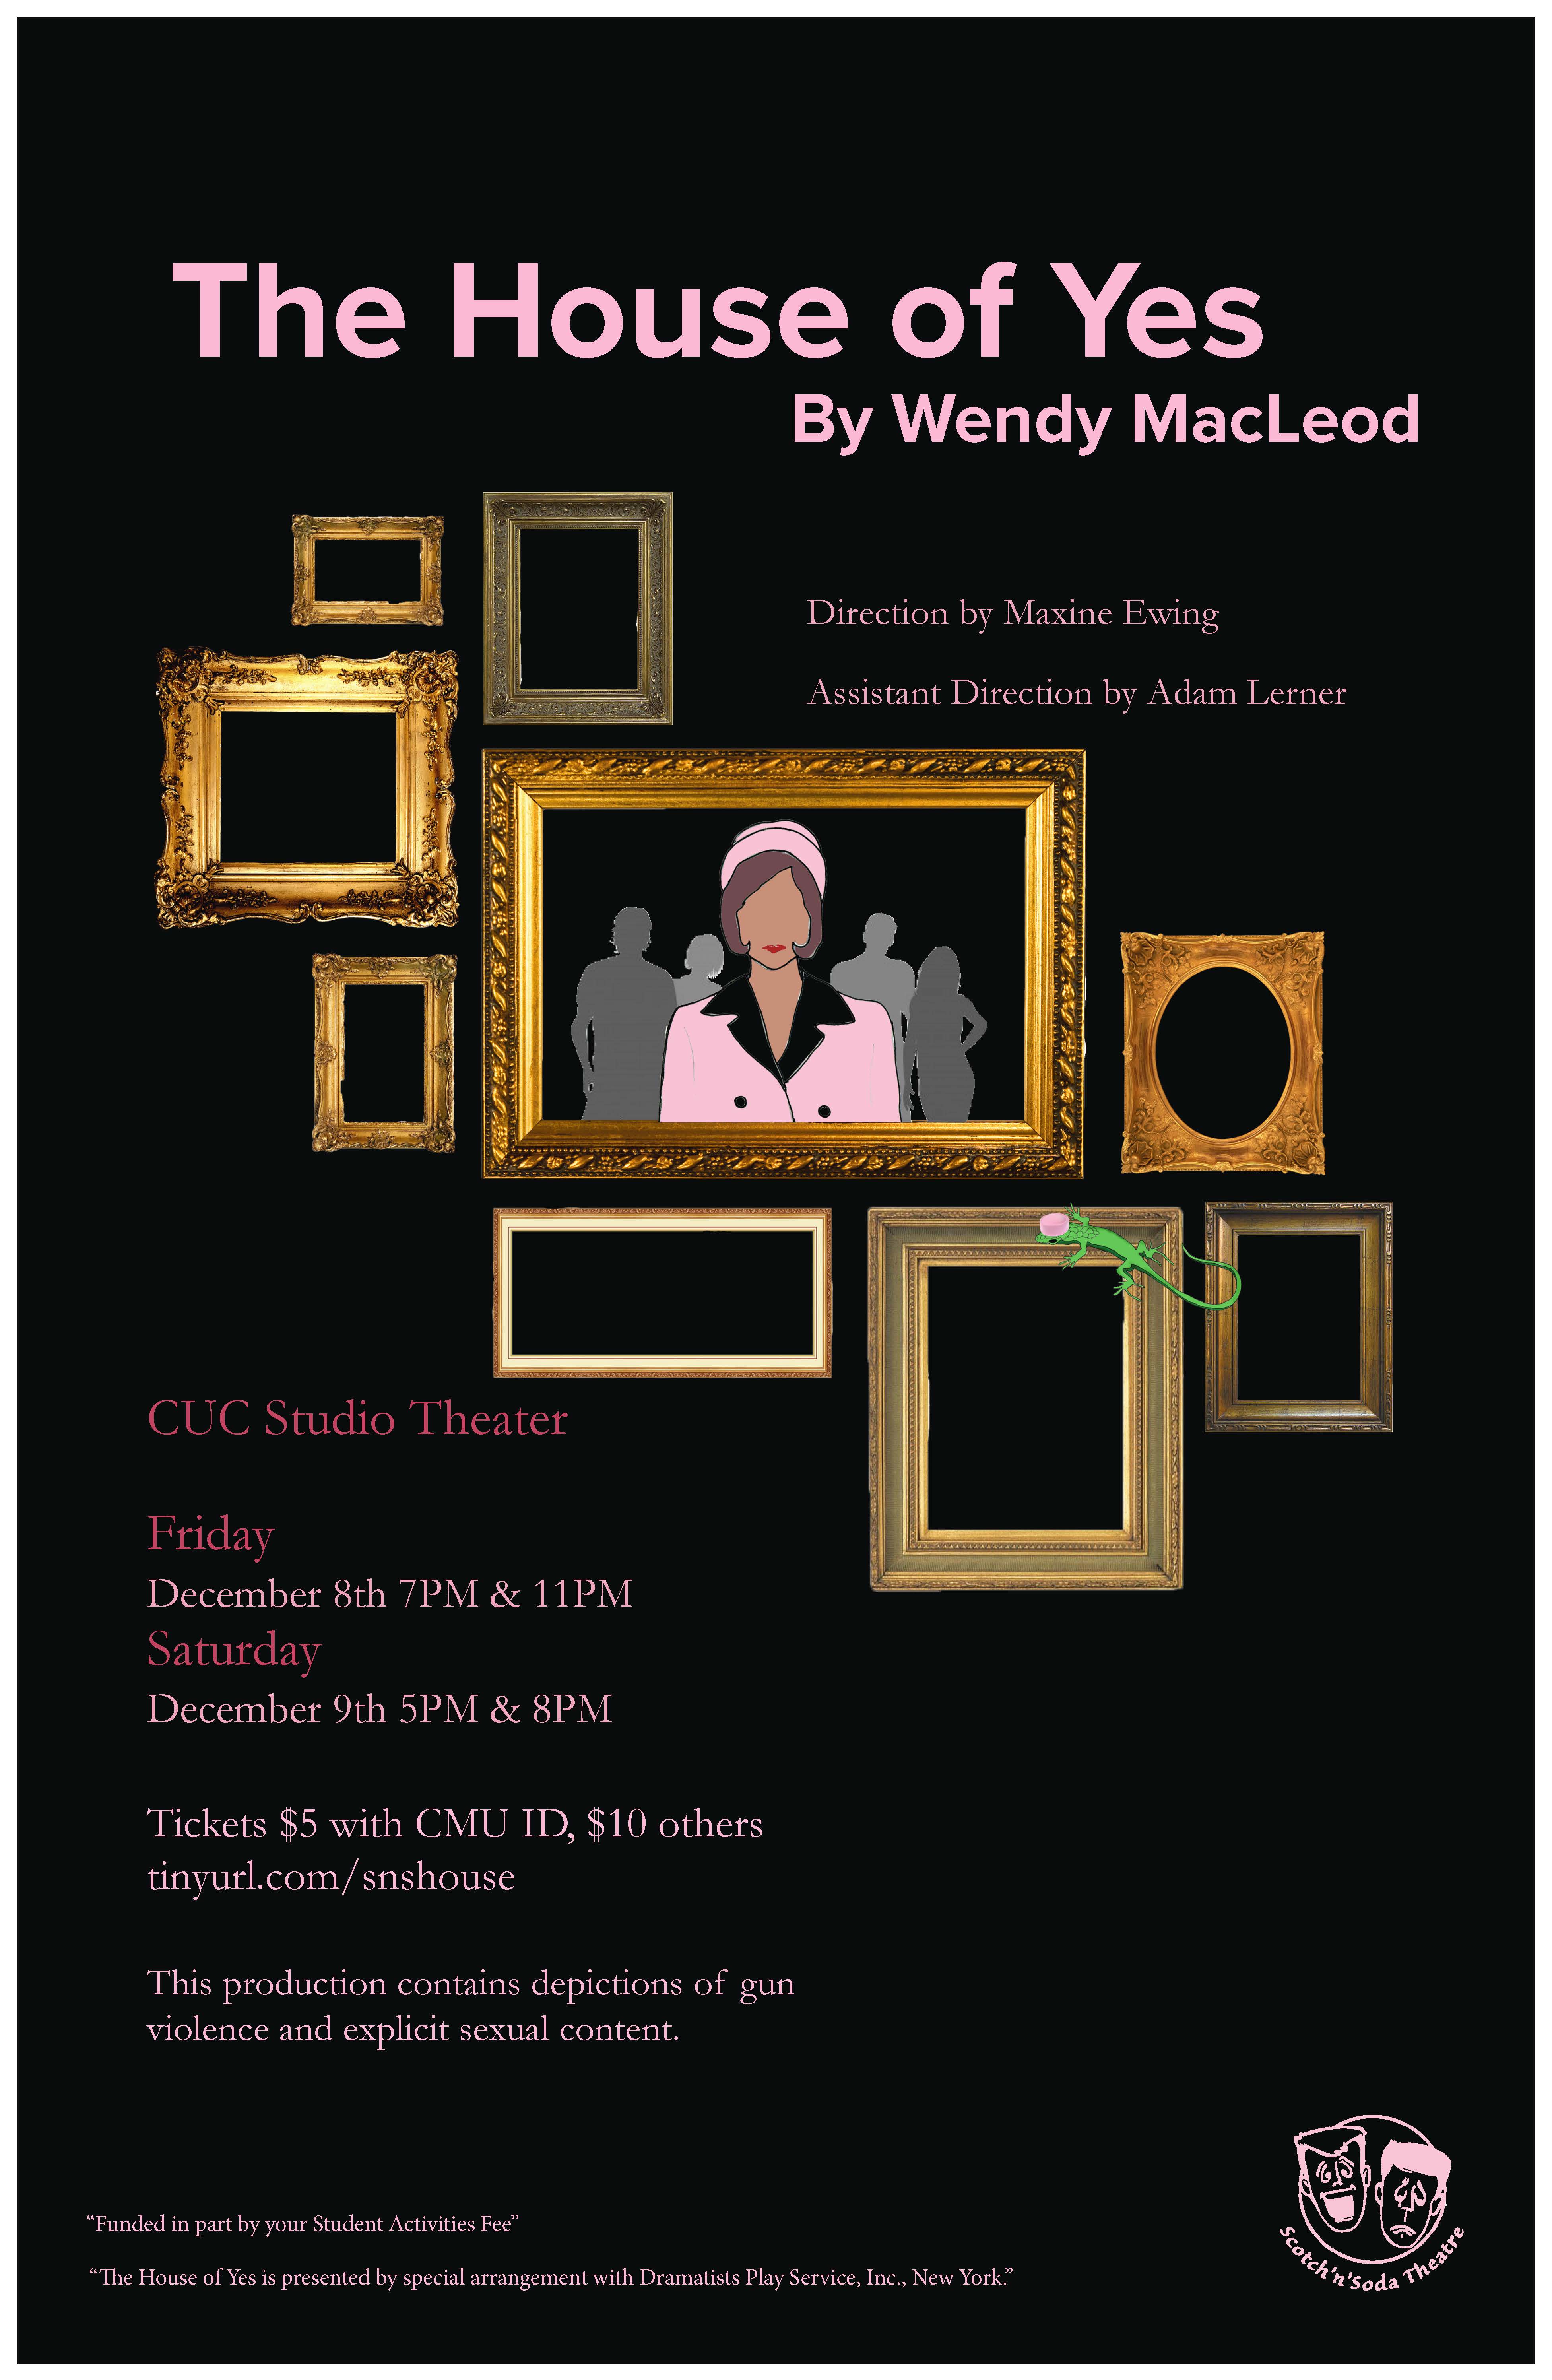 The House of Yes
By Wendy MacLeod
Direction by Maxine Ewing
Assistant Direction by Adam Lerner
CUC Studio Theater
Friday
December 8th 7PM & 11PM
Saturday
December 9th 5PM & 8PM
Tickets $5 with CMU ID, $10 others
tinyurl.com/snshouse
This production contains depictions of gun
violence and explicit sexual content.
“Funded in part by your Student Activities Fee”
“The House of Yes is presented by special arrangement with Dramatists Play Service, Inc., New York.”
Scotch'n'Soda Theatre